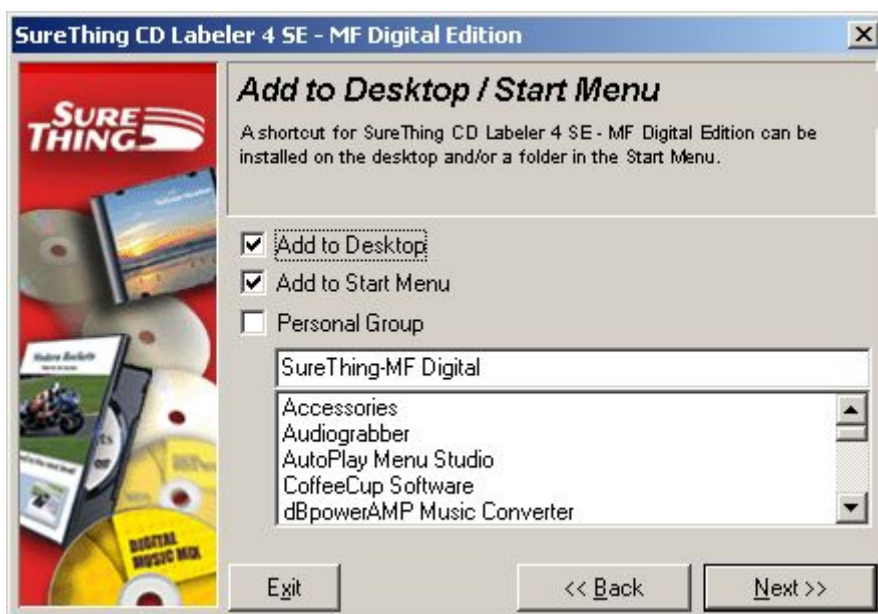 SureThing CD Labeler 4 SE - MF Digital Edition
SURE
THING
Add to Desktop / Start Menu
A shortcut for SureThing CD Labeler 4 SE - MF Digital Edition can be
installed on the desktop and/or a folder in the Start Menu.
Add to Desktop
Add to Start Menu
Personal Group
SureThing-MF Digital
Accessories
Audiograbber
AutoPlay Menu Studio
CoffeeCup Software
dBpowerAMP Music Converter
DIGITAL
MUSIC MIX
Exit
<< Back
Next >>